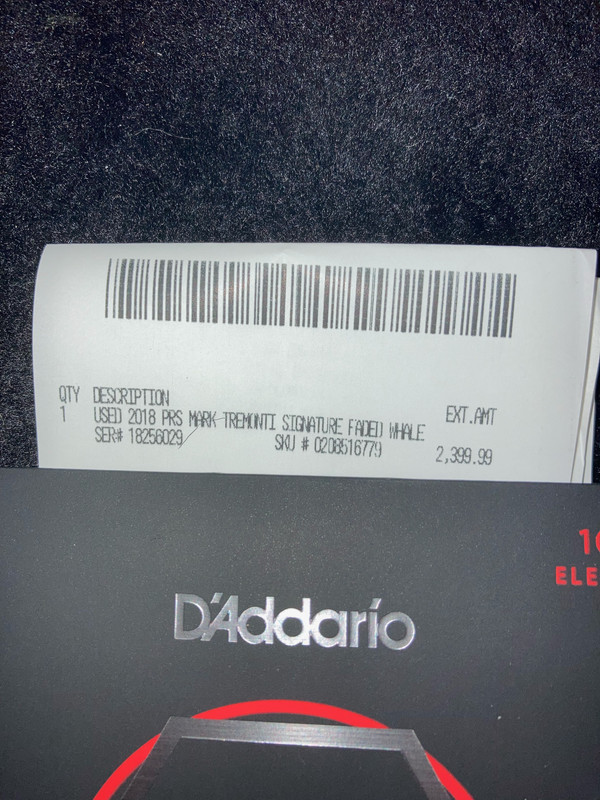 QTY DESCRIPTION
EXT.AMT
1 USED 2018 PRS MARK TREMONTI SIGNATURE FADED WHALE
SER# 18256029 SKU # 0208516779 2,399.99
D'Addario